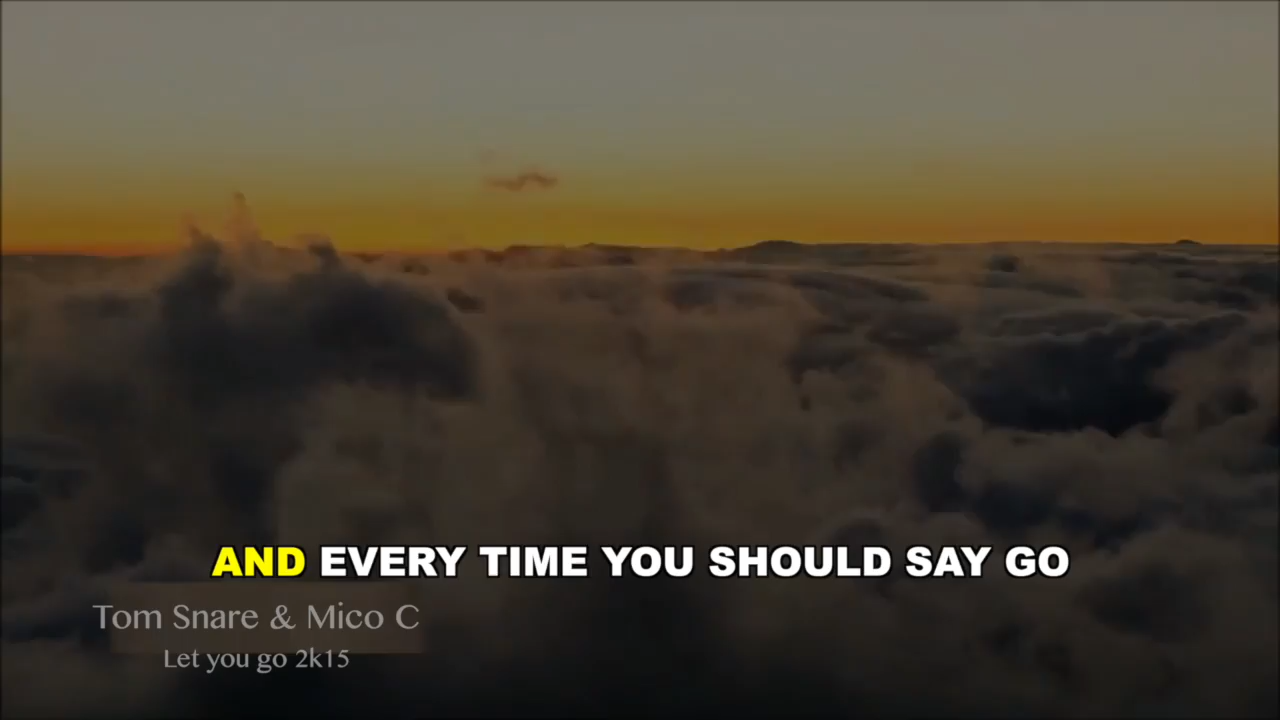 AND EVERY TIME YOU SHOULD SAY GO
Tom Snare & Mico C
Let you go 2k15